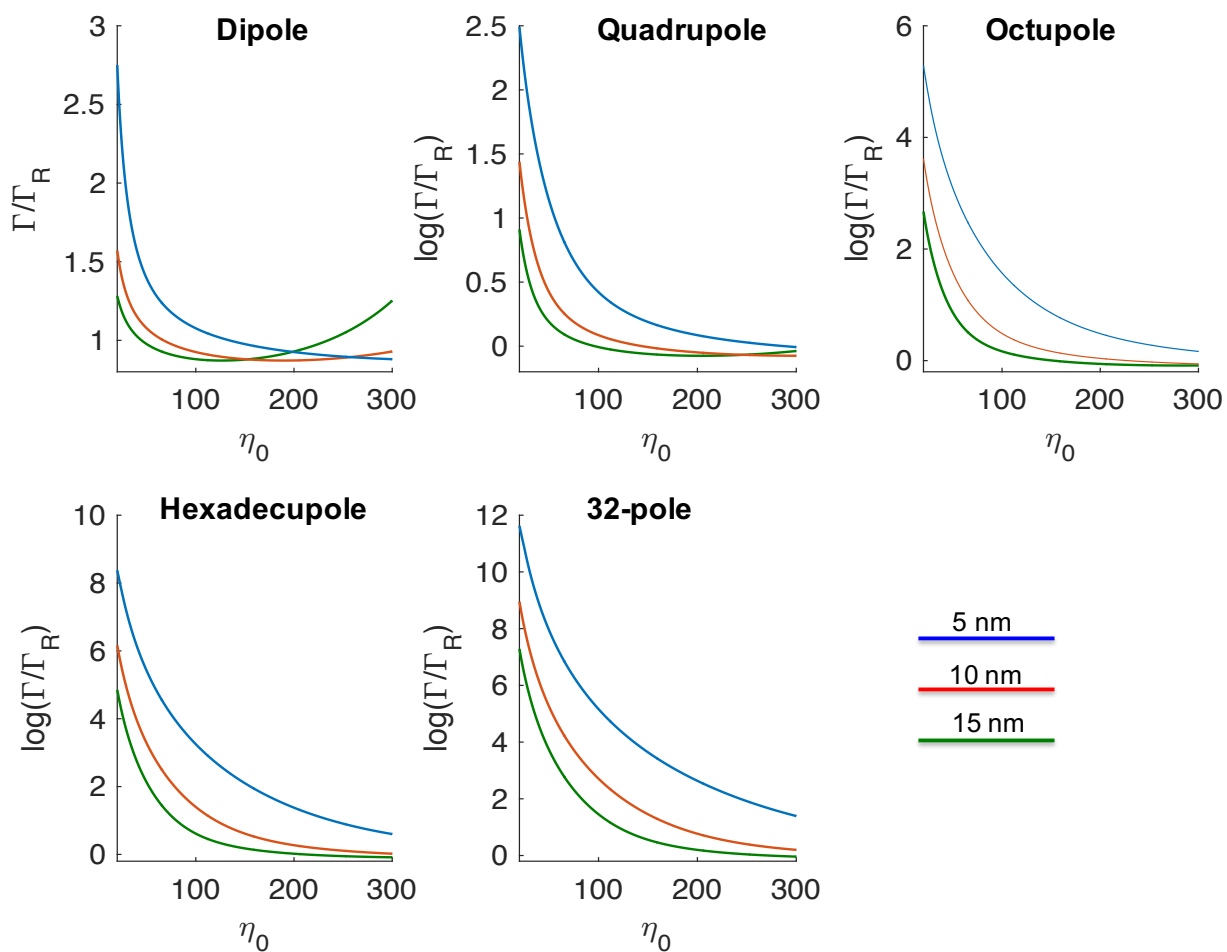 Dipole
3
2.5
2
1.5
1
Γ/Γ_R
100 200 300
η_0
Quadrupole
2.5
2
1.5
1
0.5
0
log(Γ/Γ_R)
100 200 300
η_0
Octupole
6
4
2
0
log(Γ/Γ_R)
100 200 300
η_0
Hexadecupole
10
8
6
4
2
0
log(Γ/Γ_R)
100 200 300
η_0
32-pole
12
10
8
6
4
2
0
log(Γ/Γ_R)
100 200 300
η_0
5 nm
10 nm
15 nm